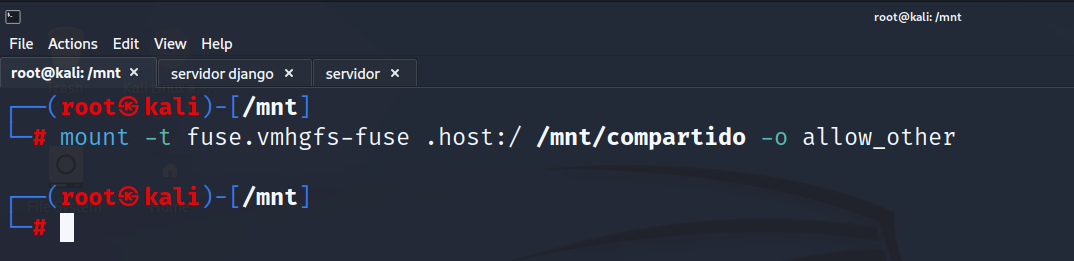 root@kali: /mnt
File Actions Edit View Help
root@kali: /mnt × servidor django × servidor ×
┌──(root㉿kali)-[/mnt]
└─# mount -t fuse.vmhgfs-fuse .host:/ /mnt/compartido -o allow_other
┌──(root㉿kali)-[/mnt]
└─#